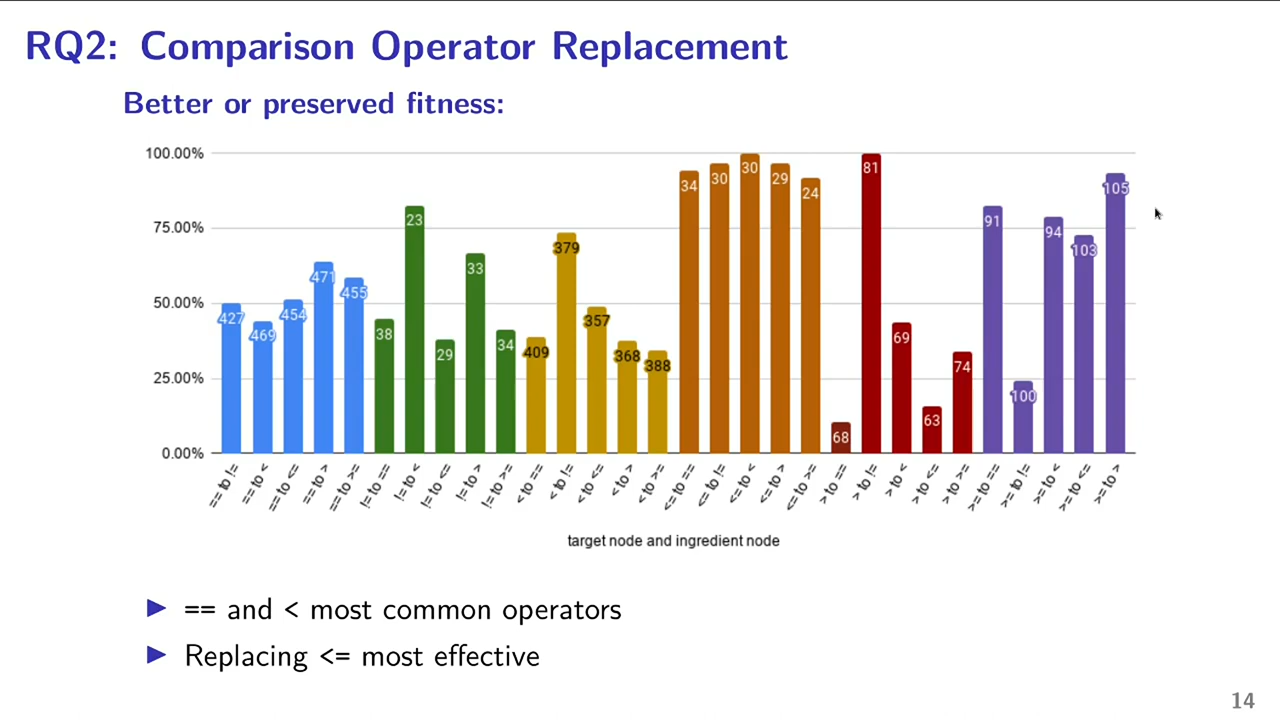 RQ2: Comparison Operator Replacement
Better or preserved fitness:
100.00%
75.00%
50.00%
25.00%
0.00%
427
469
454
471
455
38
23
29
33
34
409
379
357
368
388
34
30
30
29
24
68
81
69
63
74
91
100
94
103
105
== to !=
== to <
== to <=
== to >
== to >=
!= to ==
!= to <
!= to <=
!= to >
!= to >=
< to ==
< to !=
< to <=
< to >
< to >=
<= to ==
<= to !=
<= to <
<= to >
<= to >=
> to ==
> to !=
> to <
> to <=
> to >=
>= to ==
>= to !=
>= to <
>= to <=
>= to >
target node and ingredient node
▶ == and < most common operators
▶ Replacing <= most effective
14